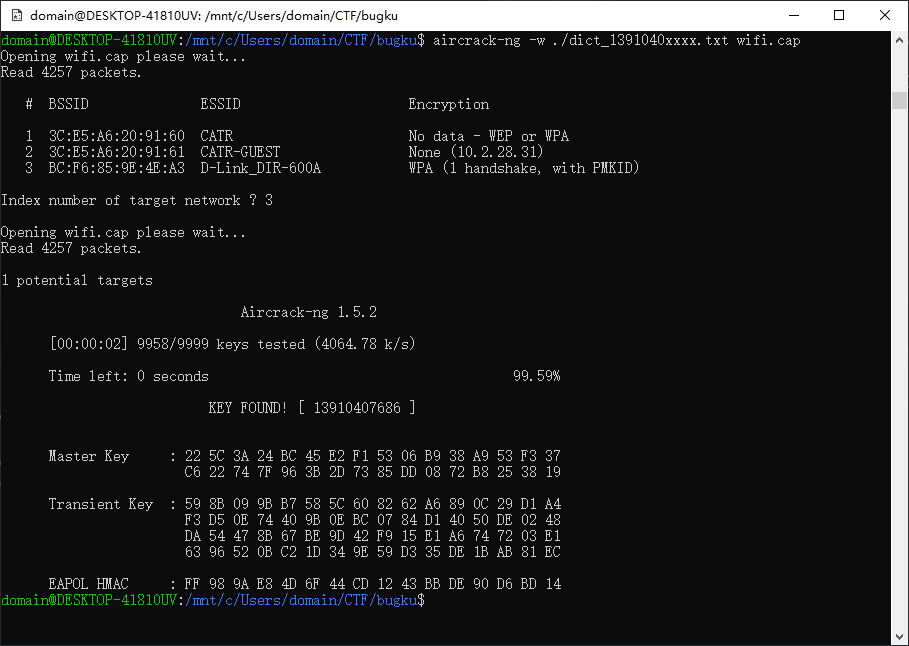 domain@DESKTOP-41810UV: /mnt/c/Users/domain/CTF/bugku
domain@DESKTOP-41810UV:/mnt/c/Users/domain/CTF/bugku$ aircrack-ng -w ./dict_1391040xxxx.txt wifi.cap
Opening wifi.cap please wait...
Read 4257 packets.
# BSSID ESSID Encryption
1 3C:E5:A6:20:91:60 CATR No data - WEP or WPA
2 3C:E5:A6:20:91:61 CATR-GUEST None (10.2.28.31)
3 BC:F6:85:9E:4E:A3 D-Link_DIR-600A WPA (1 handshake, with PMKID)
Index number of target network ? 3
Opening wifi.cap please wait...
Read 4257 packets.
1 potential targets
Aircrack-ng 1.5.2
[00:00:02] 9958/9999 keys tested (4064.78 k/s)
Time left: 0 seconds 99.59%
KEY FOUND! [ 13910407686 ]
Master Key : 22 5C 3A 24 BC 45 E2 F1 53 06 B9 38 A9 53 F3 37
C6 22 74 7F 96 3B 2D 73 85 DD 08 72 B8 25 38 19
Transient Key : 59 8B 09 9B B7 58 5C 60 82 62 A6 89 0C 29 D1 A4
F3 D5 0E 74 40 9B 0E BC 07 84 D1 40 50 DE 02 48
DA 54 47 8B 67 BE 9D 42 F9 15 E1 A6 74 72 03 E1
63 96 52 0B C2 1D 34 9E 59 D3 35 DE 1B AB 81 EC
EAPOL HMAC : FF 98 9A E8 4D 6F 44 CD 12 43 BB DE 90 D6 BD 14
domain@DESKTOP-41810UV:/mnt/c/Users/domain/CTF/bugku$